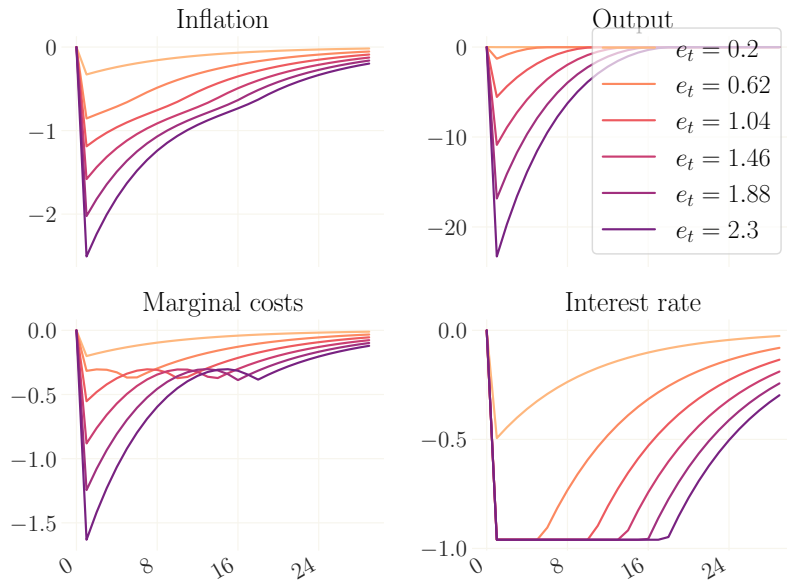 Inflation
0
−1
−2
Output
0
−10
−20
e_t = 0.2
e_t = 0.62
e_t = 1.04
e_t = 1.46
e_t = 1.88
e_t = 2.3
Marginal costs
0.0
−0.5
−1.0
−1.5
0 8 16 24
Interest rate
0.0
−0.5
−1.0
0 8 16 24